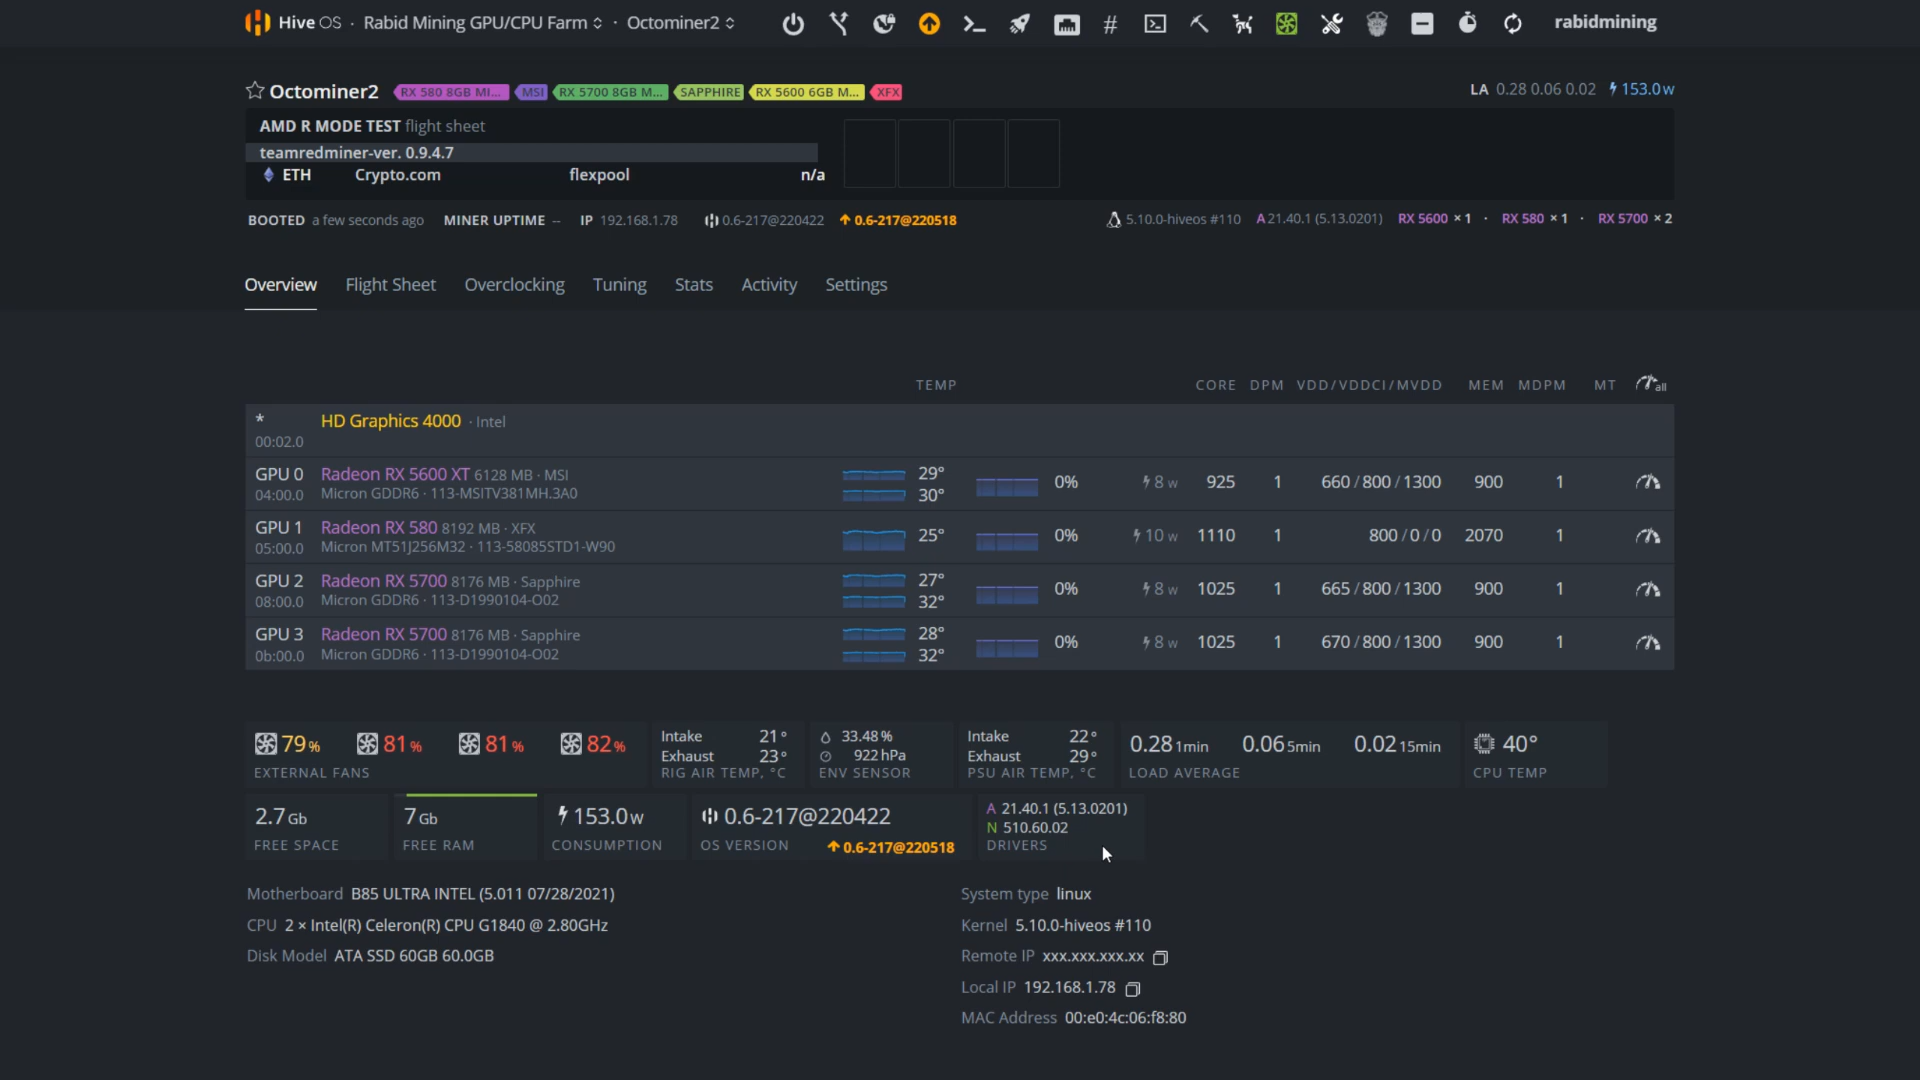 Hive OS · Rabid Mining GPU/CPU Farm · Octominer2 # rabidmining
Octominer2 RX 580 8GB MI... MSI RX 5700 8GB M... SAPPHIRE RX 5600 6GB M... XFX LA 0.28 0.06 0.02 153.0 w
AMD R MODE TEST flight sheet
teamredminer-ver. 0.9.4.7
ETH Crypto.com flexpool n/a
BOOTED a few seconds ago MINER UPTIME -- IP 192.168.1.78 0.6-217@220422 0.6-217@220518 5.10.0-hiveos #110 A 21.40.1 (5.13.0201) RX 5600 × 1 · RX 580 × 1 · RX 5700 × 2
Overview Flight Sheet Overclocking Tuning Stats Activity Settings
TEMP CORE DPM VDD/VDDCI/MVDD MEM MDPM MT all
* HD Graphics 4000 · Intel
00:02.0
GPU 0 Radeon RX 5600 XT 6128 MB · MSI 29°
04:00.0 Micron GDDR6 · 113-MSITV381MH.3A0 30° 0% 8 w 925 1 660 / 800 / 1300 900 1
GPU 1 Radeon RX 580 8192 MB · XFX 25° 0% 10 w 1110 1 800 / 0 / 0 2070 1
05:00.0 Micron MT51J256M32 · 113-58085STD1-W90
GPU 2 Radeon RX 5700 8176 MB · Sapphire 27°
08:00.0 Micron GDDR6 · 113-D1990104-O02 32° 0% 8 w 1025 1 665 / 800 / 1300 900 1
GPU 3 Radeon RX 5700 8176 MB · Sapphire 28°
0b:00.0 Micron GDDR6 · 113-D1990104-O02 32° 0% 8 w 1025 1 670 / 800 / 1300 900 1
79 % 81 % 81 % 82 %
EXTERNAL FANS
Intake 21°
Exhaust 23°
RIG AIR TEMP, °C
33.48 %
922 hPa
ENV SENSOR
Intake 22°
Exhaust 29°
PSU AIR TEMP, °C
0.28 1min 0.06 5min 0.02 15min
LOAD AVERAGE
40°
CPU TEMP
2.7 Gb
FREE SPACE
7 Gb
FREE RAM
153.0 w
CONSUMPTION
0.6-217@220422
OS VERSION 0.6-217@220518
A 21.40.1 (5.13.0201)
N 510.60.02
DRIVERS
Motherboard B85 ULTRA INTEL (5.011 07/28/2021)
CPU 2 × Intel(R) Celeron(R) CPU G1840 @ 2.80GHz
Disk Model ATA SSD 60GB 60.0GB
System type linux
Kernel 5.10.0-hiveos #110
Remote IP xxx.xxx.xxx.xx
Local IP 192.168.1.78
MAC Address 00:e0:4c:06:f8:80